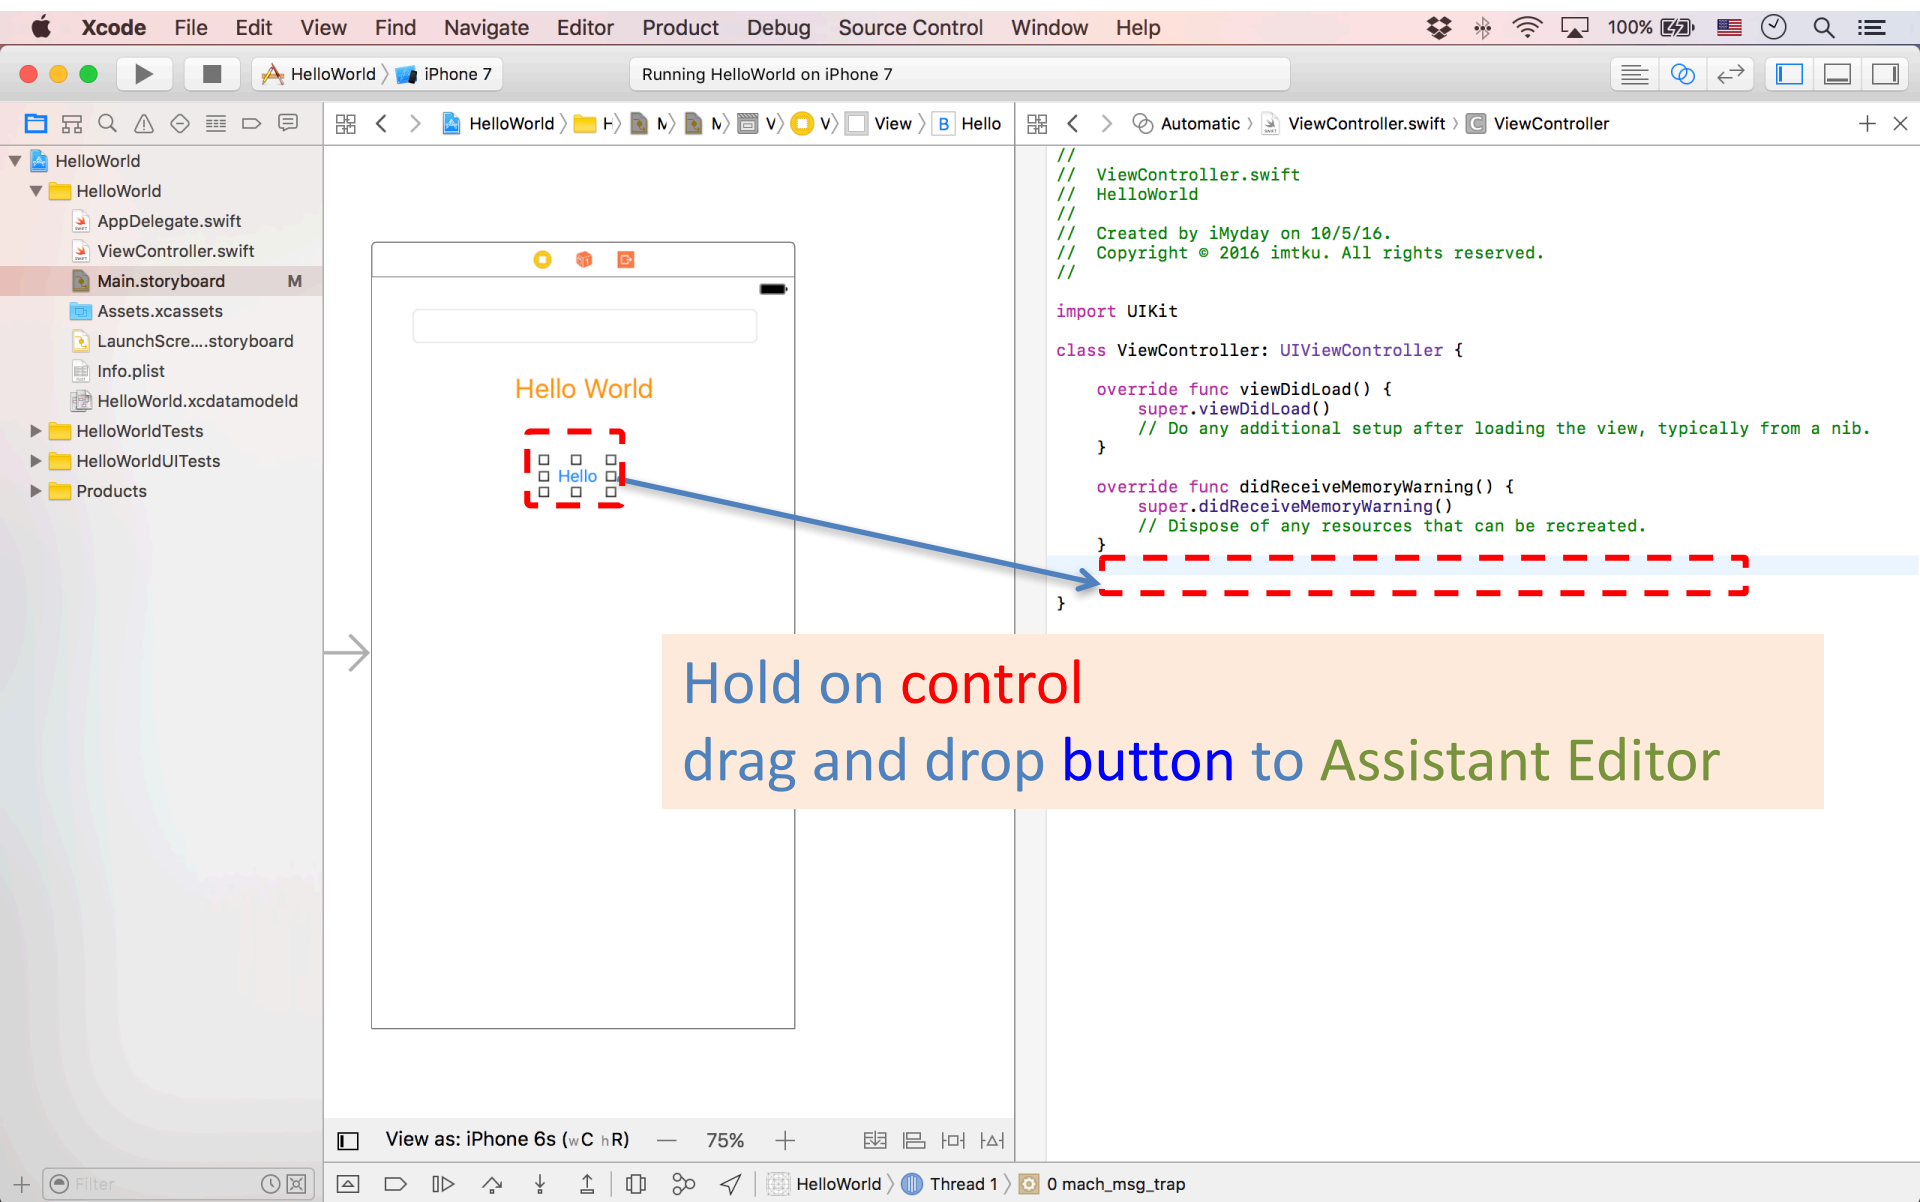 Xcode File Edit View Find Navigate Editor Product Debug Source Control Window Help 100%
HelloWorld iPhone 7 Running HelloWorld on iPhone 7
HelloWorld H M M V V View B Hello Automatic ViewController.swift C ViewController
HelloWorld
HelloWorld
AppDelegate.swift
ViewController.swift
Main.storyboard M
Assets.xcassets
LaunchScre....storyboard
Info.plist
HelloWorld.xcdatamodeld
HelloWorldTests
HelloWorldUITests
Products
Hello World
Hello
//
// ViewController.swift
// HelloWorld
//
// Created by iMyday on 10/5/16.
// Copyright © 2016 imtku. All rights reserved.
//
import UIKit
class ViewController: UIViewController {
override func viewDidLoad() {
super.viewDidLoad()
// Do any additional setup after loading the view, typically from a nib.
}
override func didReceiveMemoryWarning() {
super.didReceiveMemoryWarning()
// Dispose of any resources that can be recreated.
}
}
Hold on control
drag and drop button to Assistant Editor
View as: iPhone 6s (wC hR) — 75% +
Filter
HelloWorld Thread 1 0 mach_msg_trap